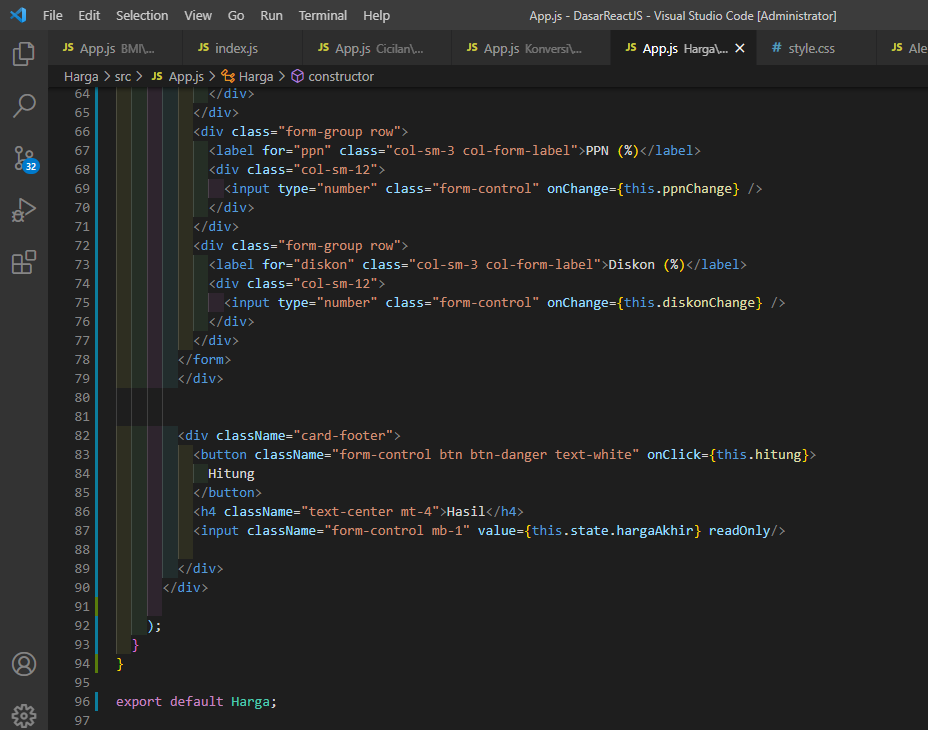 File Edit Selection View Go Run Terminal Help App.js - DasarReactJS - Visual Studio Code [Administrator]
JS App.js BMI\... JS index.js JS App.js Cicilan\... JS App.js Konversi\... JS App.js Harga\... # style.css JS Ale
Harga > src > JS App.js > Harga > constructor
32
64 </div>
65 </div>
66 <div class="form-group row">
67 <label for="ppn" class="col-sm-3 col-form-label">PPN (%)</label>
68 <div class="col-sm-12">
69 <input type="number" class="form-control" onChange={this.ppnChange} />
70 </div>
71 </div>
72 <div class="form-group row">
73 <label for="diskon" class="col-sm-3 col-form-label">Diskon (%)</label>
74 <div class="col-sm-12">
75 <input type="number" class="form-control" onChange={this.diskonChange} />
76 </div>
77 </div>
78 </form>
79 </div>
80
81
82 <div className="card-footer">
83 <button className="form-control btn btn-danger text-white" onClick={this.hitung}>
84 Hitung
85 </button>
86 <h4 className="text-center mt-4">Hasil</h4>
87 <input className="form-control mb-1" value={this.state.hargaAkhir} readOnly/>
88
89 </div>
90 </div>
91
92 );
93 }
94 }
95
96 export default Harga;
97